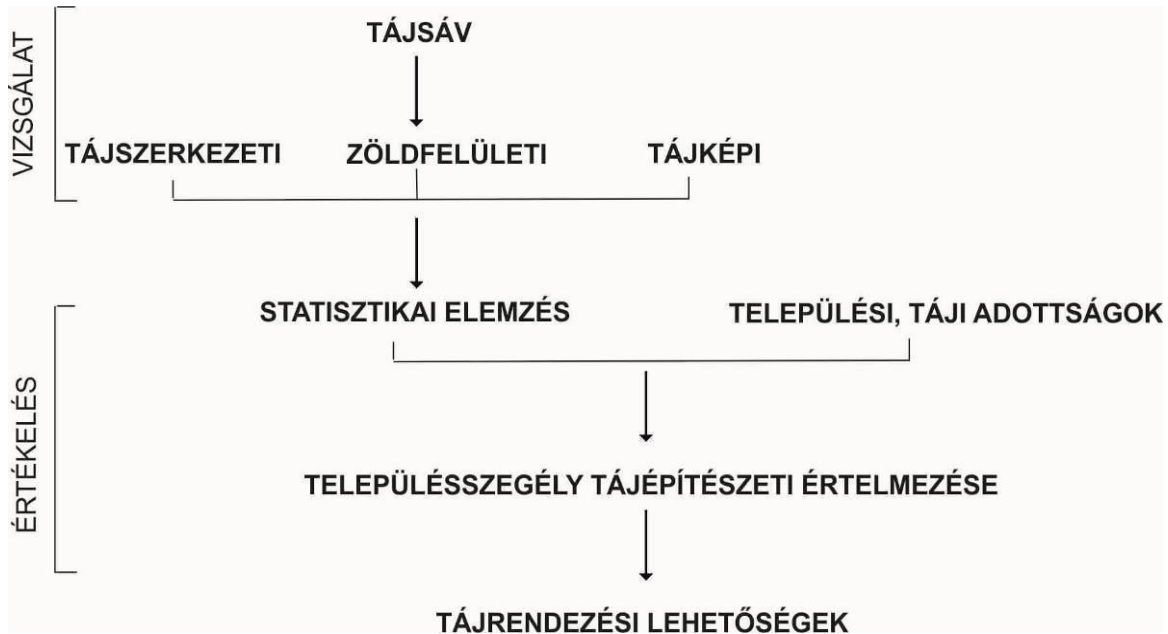 VIZSGÁLAT
TÁJSÁV
TÁJSZERKEZETI ZÖLDFELÜLETI TÁJKÉPI
ÉRTÉKELÉS
STATISZTIKAI ELEMZÉS TELEPÜLÉSI, TÁJI ADOTTSÁGOK
TELEPÜLÉSSZEGÉLY TÁJÉPÍTÉSZETI ÉRTELMEZÉSE
TÁJRENDEZÉSI LEHETŐSÉGEK